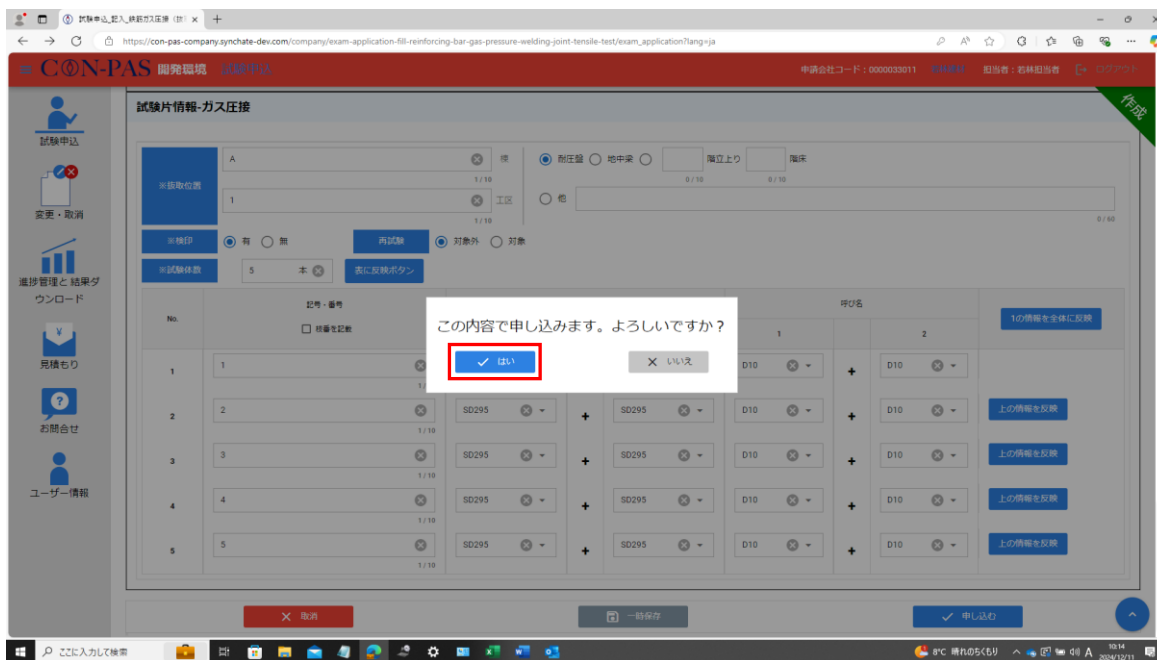 試験申込_記入_鉄筋ガス圧接（引
https://con-pas-company.synchate-dev.com/company/exam-application-fill-reinforcing-bar-gas-pressure-welding-joint-tensile-test/exam_application?lang=ja
CON-PAS 開発環境 試験申込
申請会社コード：0000033011
担当者：若林担当者
ログアウト
作成
試験申込
変更・取消
進捗管理と結果ダ
ウンロード
見積もり
お問合せ
ユーザー情報
試験片情報-ガス圧接
※採取位置
A
棟
1 / 10
耐圧盤 地中梁 階立上り 階床
0 / 10 0 / 10
1
工区
1 / 10
他
0 / 60
※検印 有 無 再試験 対象外 対象
※試験体数 5 本 表に反映ボタン
No. 記号・番号 呼び名 1の情報を全体に反映
枝番を記載 1 2
この内容で申し込みます。よろしいですか？
はい いいえ
1 1 D10 + D10
2 2 SD295 + SD295 D10 + D10 上の情報を反映
1 / 10
3 3 SD295 + SD295 D10 + D10 上の情報を反映
1 / 10
4 4 SD295 + SD295 D10 + D10 上の情報を反映
1 / 10
5 5 SD295 + SD295 D10 + D10 上の情報を反映
1 / 10
取消 一時保存 申し込む
ここに入力して検索
8°C 晴れのちくもり
A
10:14
2024/12/11